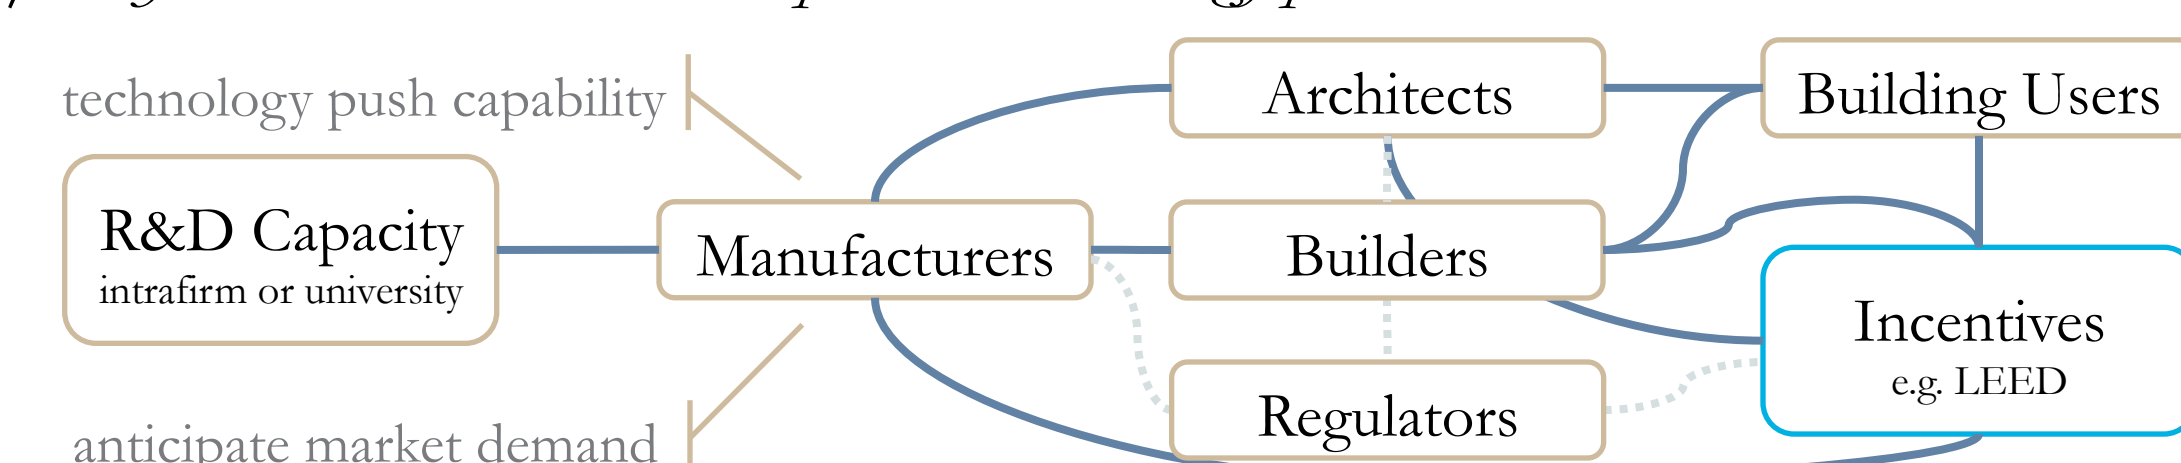 technology push capability
Architects
Building Users
R&D Capacity
intrafirm or university
Manufacturers
Builders
Incentives
e.g. LEED
Regulators
anticipate market demand